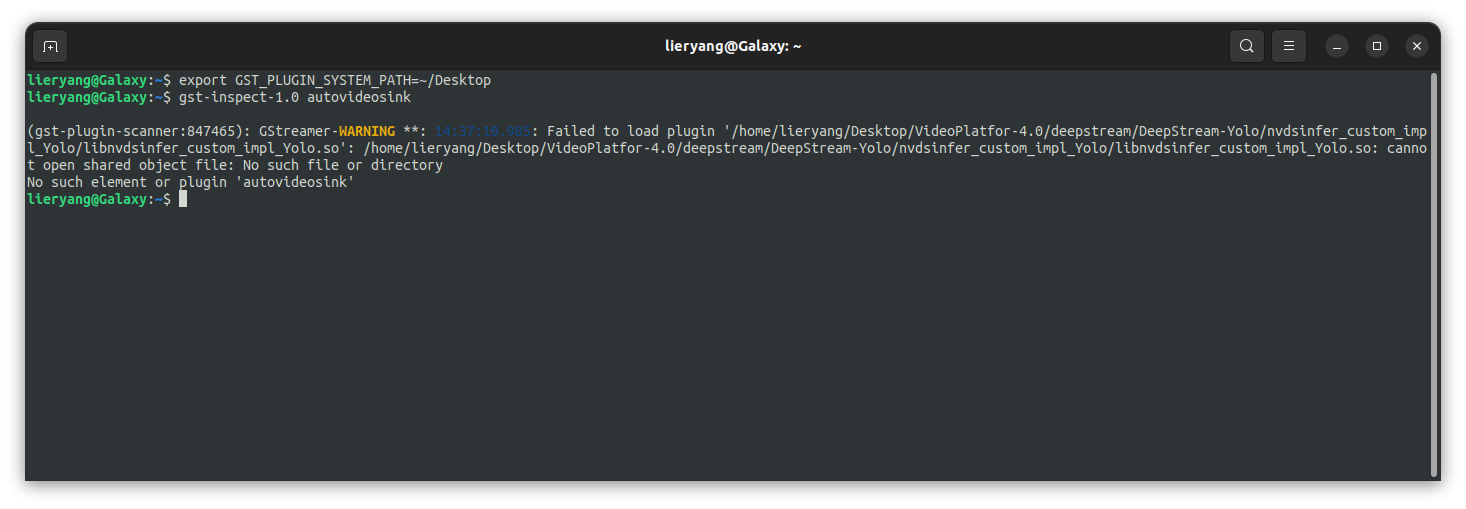 lieryang@Galaxy: ~
lieryang@Galaxy:~$ export GST_PLUGIN_SYSTEM_PATH=~/Desktop
lieryang@Galaxy:~$ gst-inspect-1.0 autovideosink
(gst-plugin-scanner:847465): GStreamer-WARNING **: 14:37:10.985: Failed to load plugin '/home/lieryang/Desktop/VideoPlatfor-4.0/deepstream/DeepStream-Yolo/nvdsinfer_custom_imp
l_Yolo/libnvdsinfer_custom_impl_Yolo.so': /home/lieryang/Desktop/VideoPlatfor-4.0/deepstream/DeepStream-Yolo/nvdsinfer_custom_impl_Yolo/libnvdsinfer_custom_impl_Yolo.so: canno
t open shared object file: No such file or directory
No such element or plugin 'autovideosink'
lieryang@Galaxy:~$